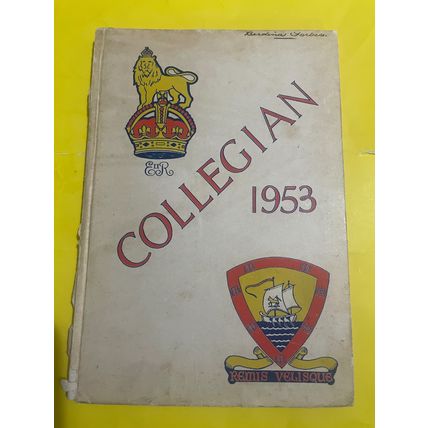 EIIR
COLLEGIAN
1953
REMIS VELISQUE